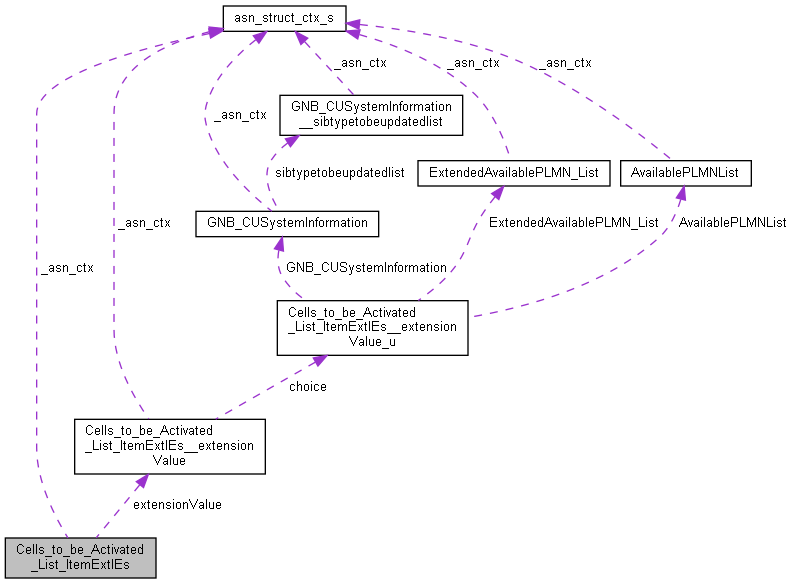 asn_struct_ctx_s
_asn_ctx
_asn_ctx
_asn_ctx
GNB_CUSystemInformation
__sibtypetobeupdatedlist
_asn_ctx
sibtypetobeupdatedlist
ExtendedAvailablePLMN_List
AvailablePLMNList
GNB_CUSystemInformation
_asn_ctx
ExtendedAvailablePLMN_List
AvailablePLMNList
_asn_ctx
GNB_CUSystemInformation
Cells_to_be_Activated
_List_ItemExtIEs__extension
Value_u
choice
Cells_to_be_Activated
_List_ItemExtIEs__extension
Value
extensionValue
Cells_to_be_Activated
_List_ItemExtIEs